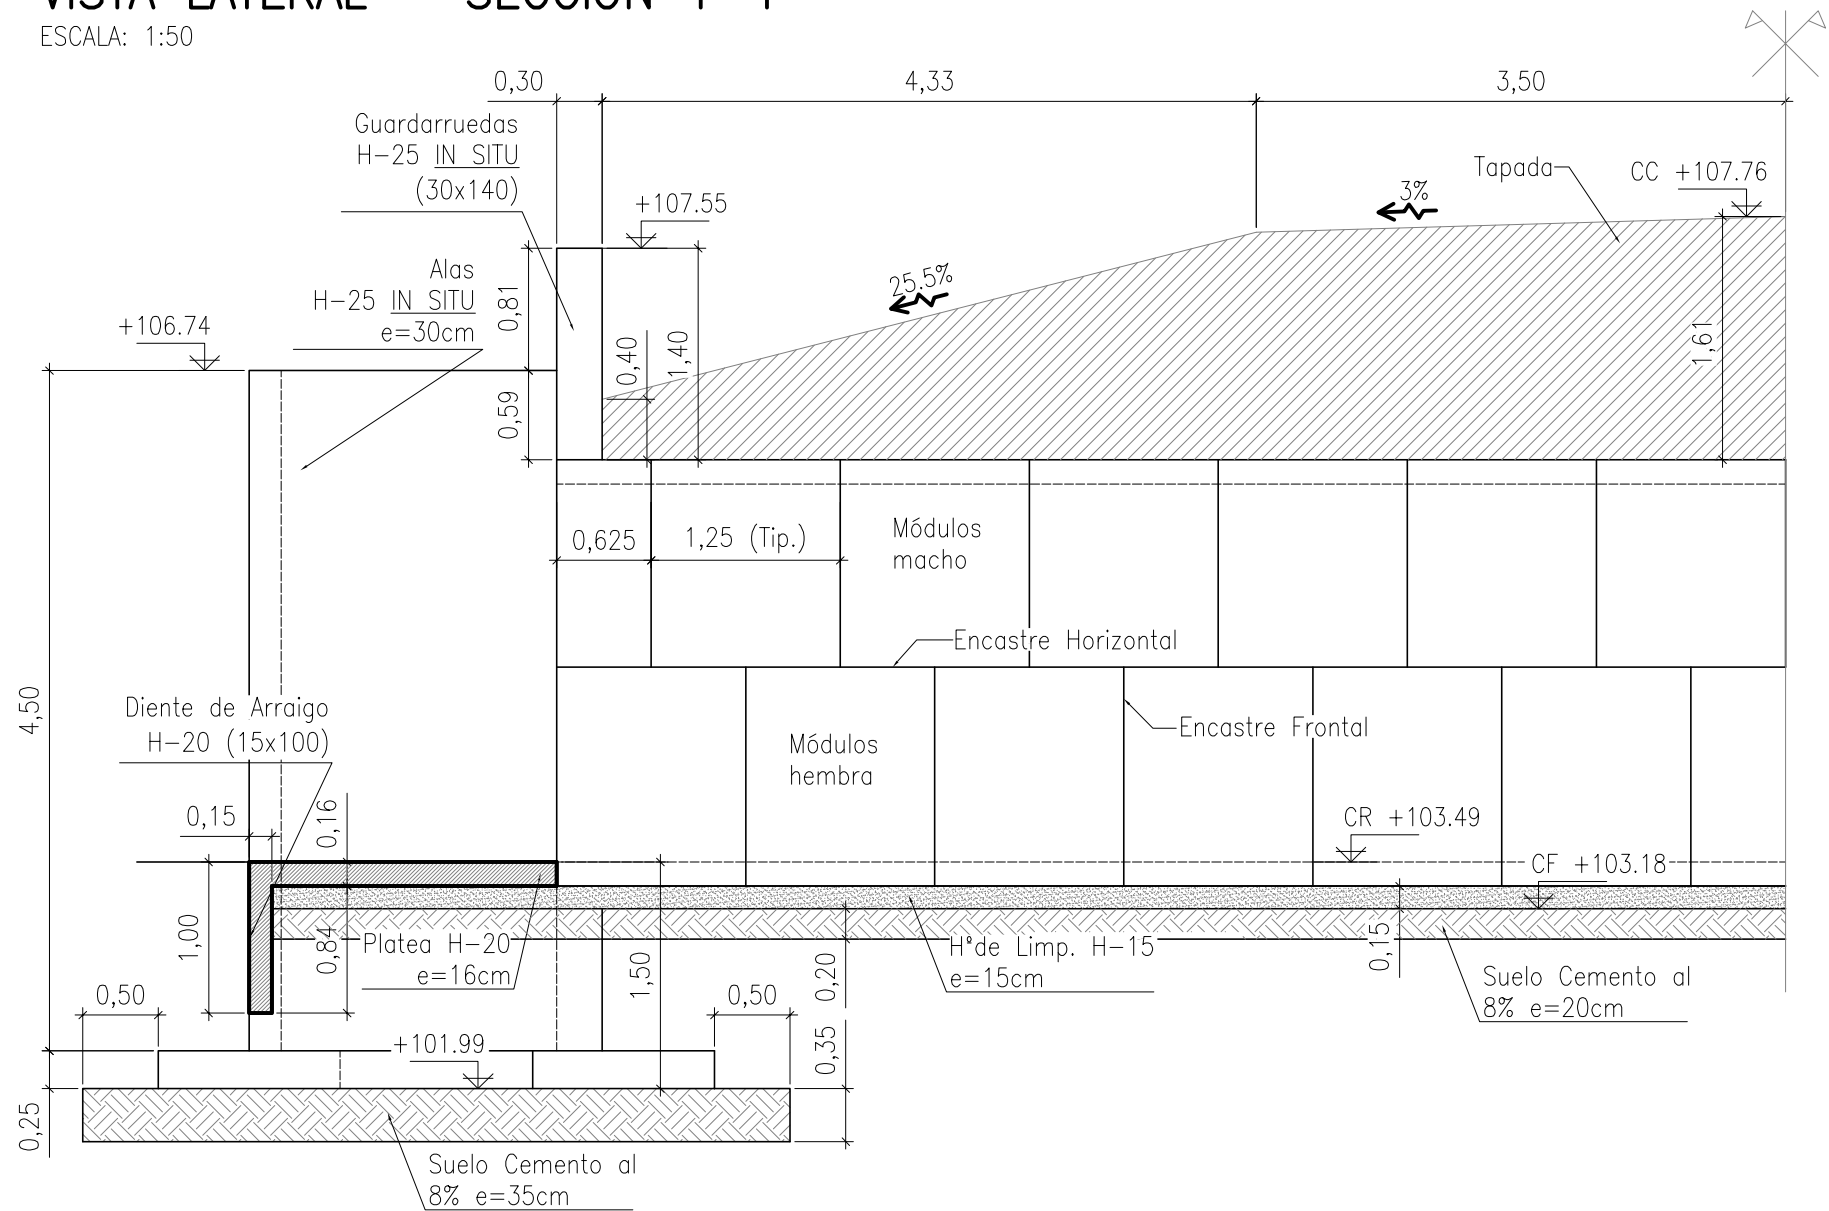 VISTA LATERAL - SECCIÓN 1-1
ESCALA: 1:50
0,30
4,33
3,50
Guardarruedas
H-25 IN SITU
(30x140)
Tapada
CC +107.76
3%
+107.55
25.5%
Alas
H-25 IN SITU
e=30cm
+106.74
0,81
0,59
0,40
1,40
1,61
0,625
1,25 (Tip.)
Módulos
macho
Encastre Horizontal
4,50
Diente de Arraigo
H-20 (15x100)
Módulos
hembra
Encastre Frontal
0,15
0,16
CR +103.49
CF +103.18
1,00
0,84
Platea H-20
e=16cm
1,50
0,20
H°de Limp. H-15
e=15cm
0,15
Suelo Cemento al
8% e=20cm
0,50
0,50
+101.99
0,35
0,25
Suelo Cemento al
8% e=35cm